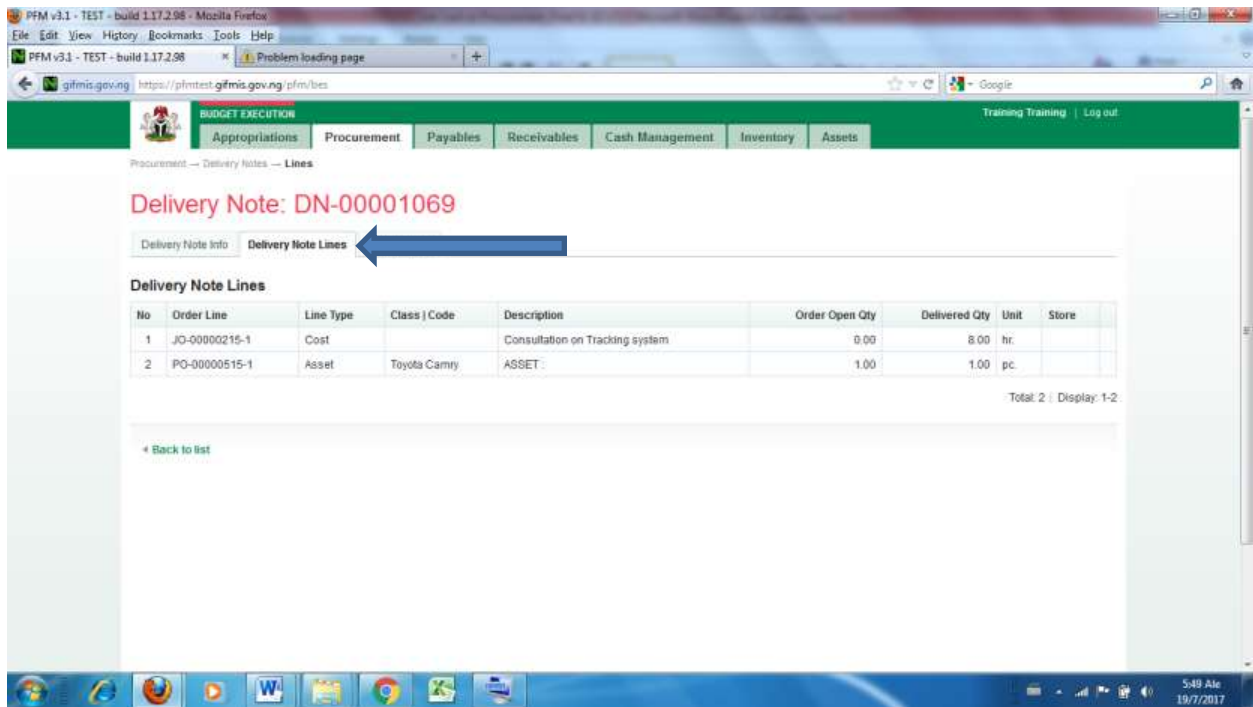 PFM v3.1 - TEST - build 1.17.2.98 - Mozilla Firefox
File Edit View History Bookmarks Tools Help
PFM v3.1 - TEST - build 1.17.2.98 × Problem loading page × +
gifmis.gov.ng https://pfmtest.gifmis.gov.ng/pfm/bes Google
BUDGET EXECUTION Training Training | Log out
Appropriations Procurement Payables Receivables Cash Management Inventory Assets
Procurement → Delivery Notes → Lines
Delivery Note: DN-00001069
Delivery Note Info Delivery Note Lines
Delivery Note Lines
No Order Line Line Type Class | Code Description Order Open Qty Delivered Qty Unit Store
1 JO-00000215-1 Cost Consultation on Tracking system 0.00 8.00 hr.
2 PO-00000515-1 Asset Toyota Camry ASSET : 1.00 1.00 pc.
Total: 2 | Display: 1-2
Back to list
5:49 Ale
19/7/2017